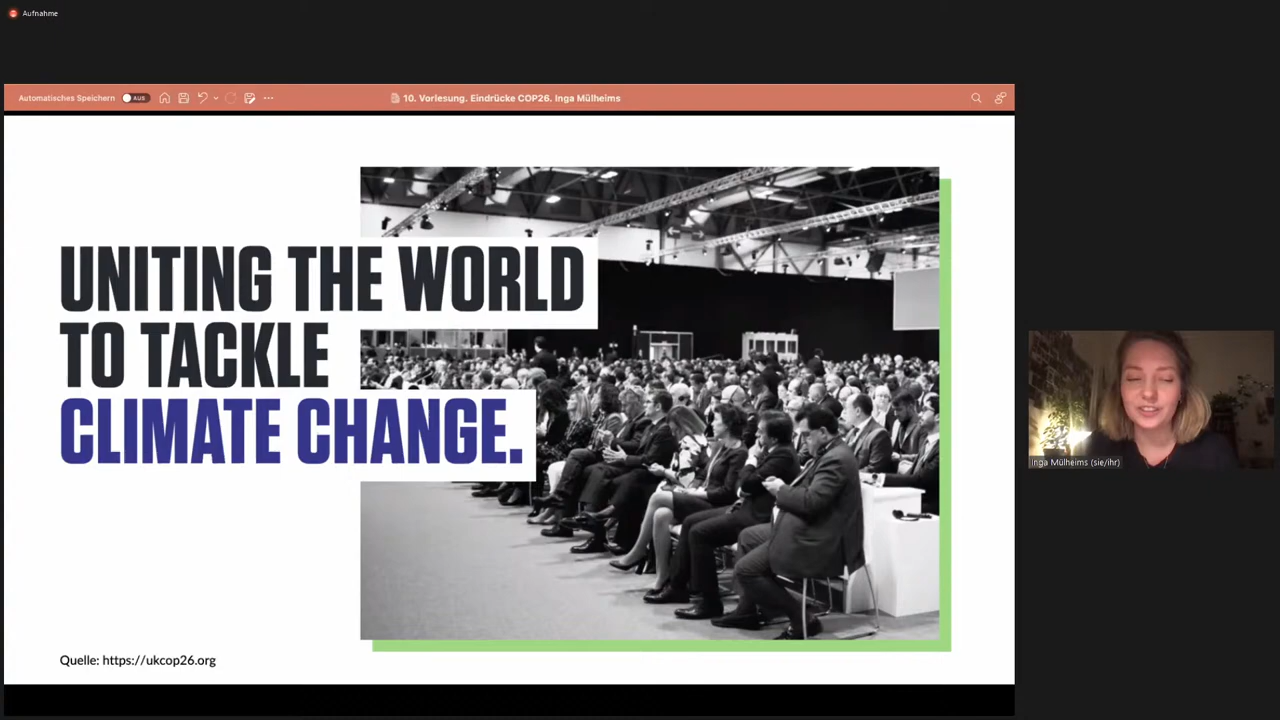 Aufnahme
Automatisches Speichern AUS
10. Vorlesung. Eindrücke COP26. Inga Mülheims
UNITING THE WORLD
TO TACKLE
CLIMATE CHANGE.
Quelle: https://ukcop26.org
Inga Mülheims (sie/ihr)